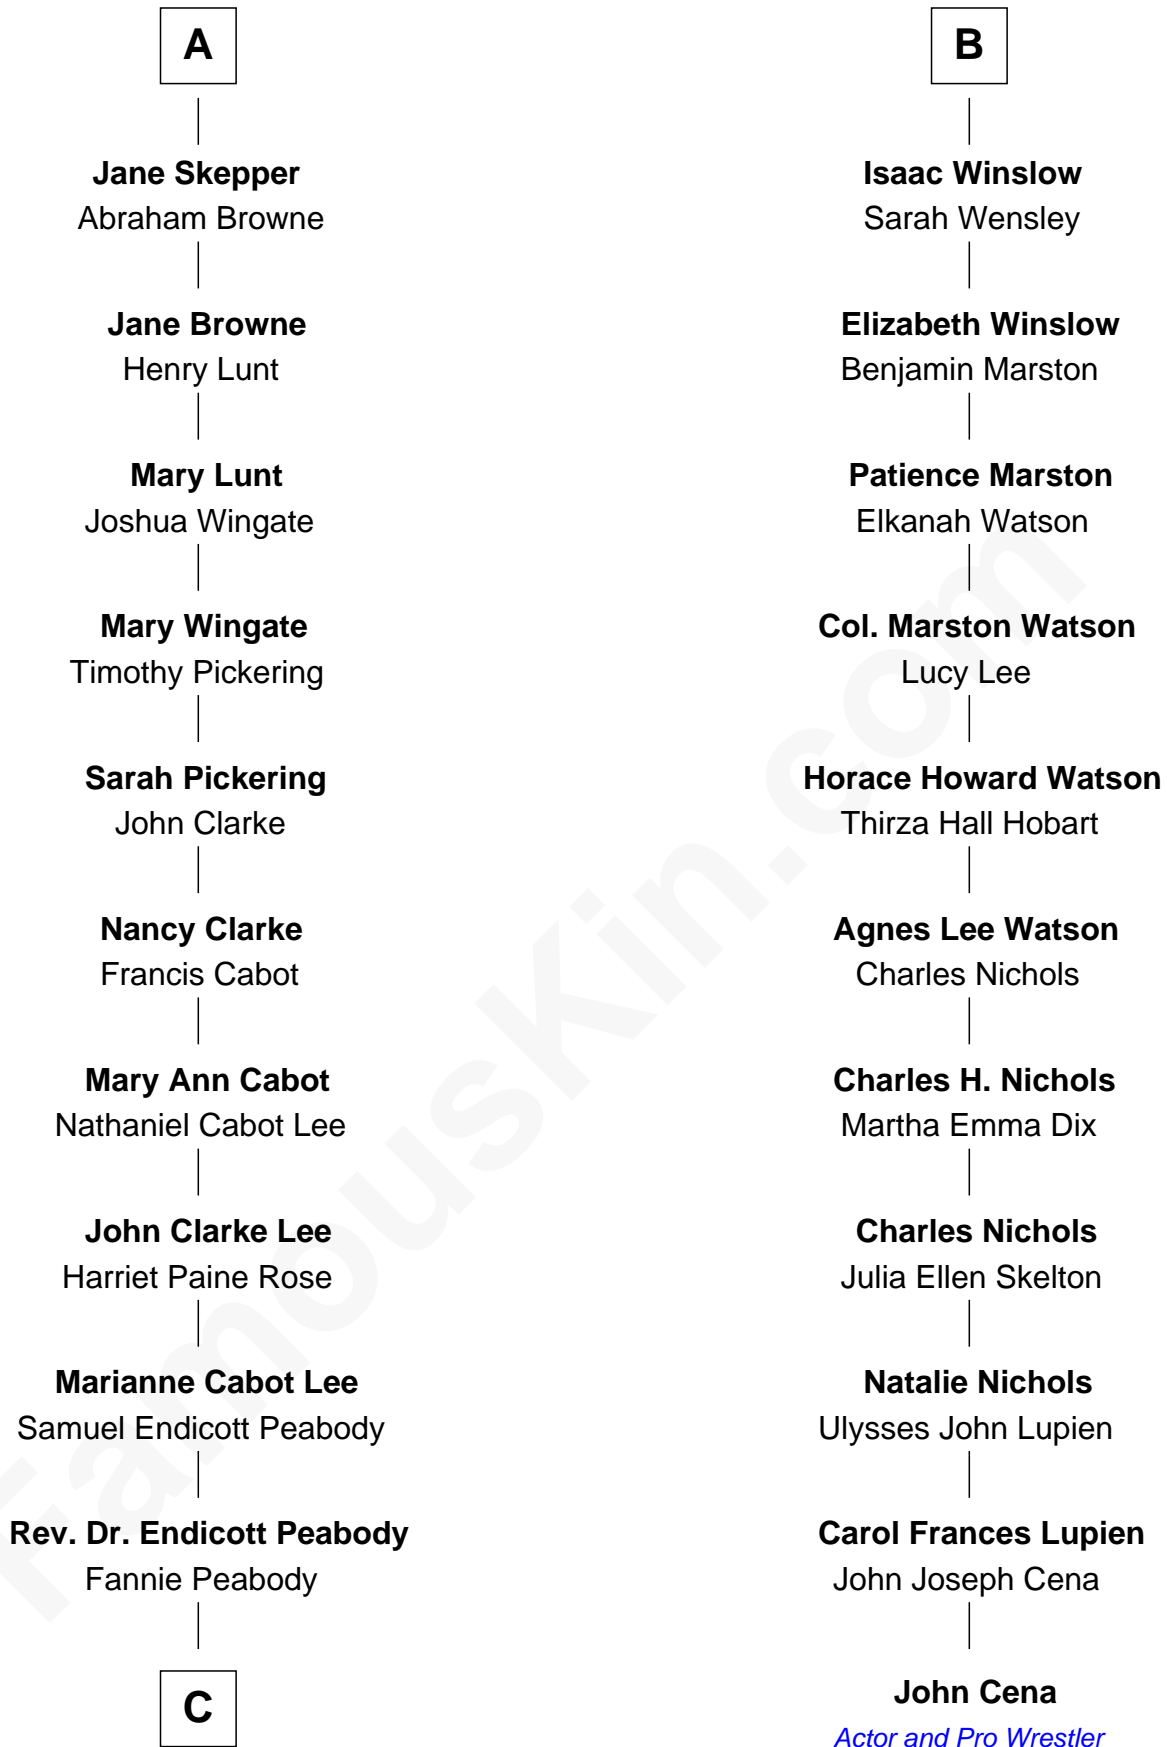 A
Jane Skepper
Abraham Browne
Jane Browne
Henry Lunt
Mary Lunt
Joshua Wingate
Mary Wingate
Timothy Pickering
Sarah Pickering
John Clarke
Nancy Clarke
Francis Cabot
Mary Ann Cabot
Nathaniel Cabot Lee
John Clarke Lee
Harriet Paine Rose
Marianne Cabot Lee
Samuel Endicott Peabody
Rev. Dr. Endicott Peabody
Fannie Peabody
C
B
Isaac Winslow
Sarah Wensley
Elizabeth Winslow
Benjamin Marston
Patience Marston
Elkanah Watson
Col. Marston Watson
Lucy Lee
Horace Howard Watson
Thirza Hall Hobart
Agnes Lee Watson
Charles Nichols
Charles H. Nichols
Martha Emma Dix
Charles Nichols
Julia Ellen Skelton
Natalie Nichols
Ulysses John Lupien
Carol Frances Lupien
John Joseph Cena
John Cena
Actor and Pro Wrestler
FamousKin.com